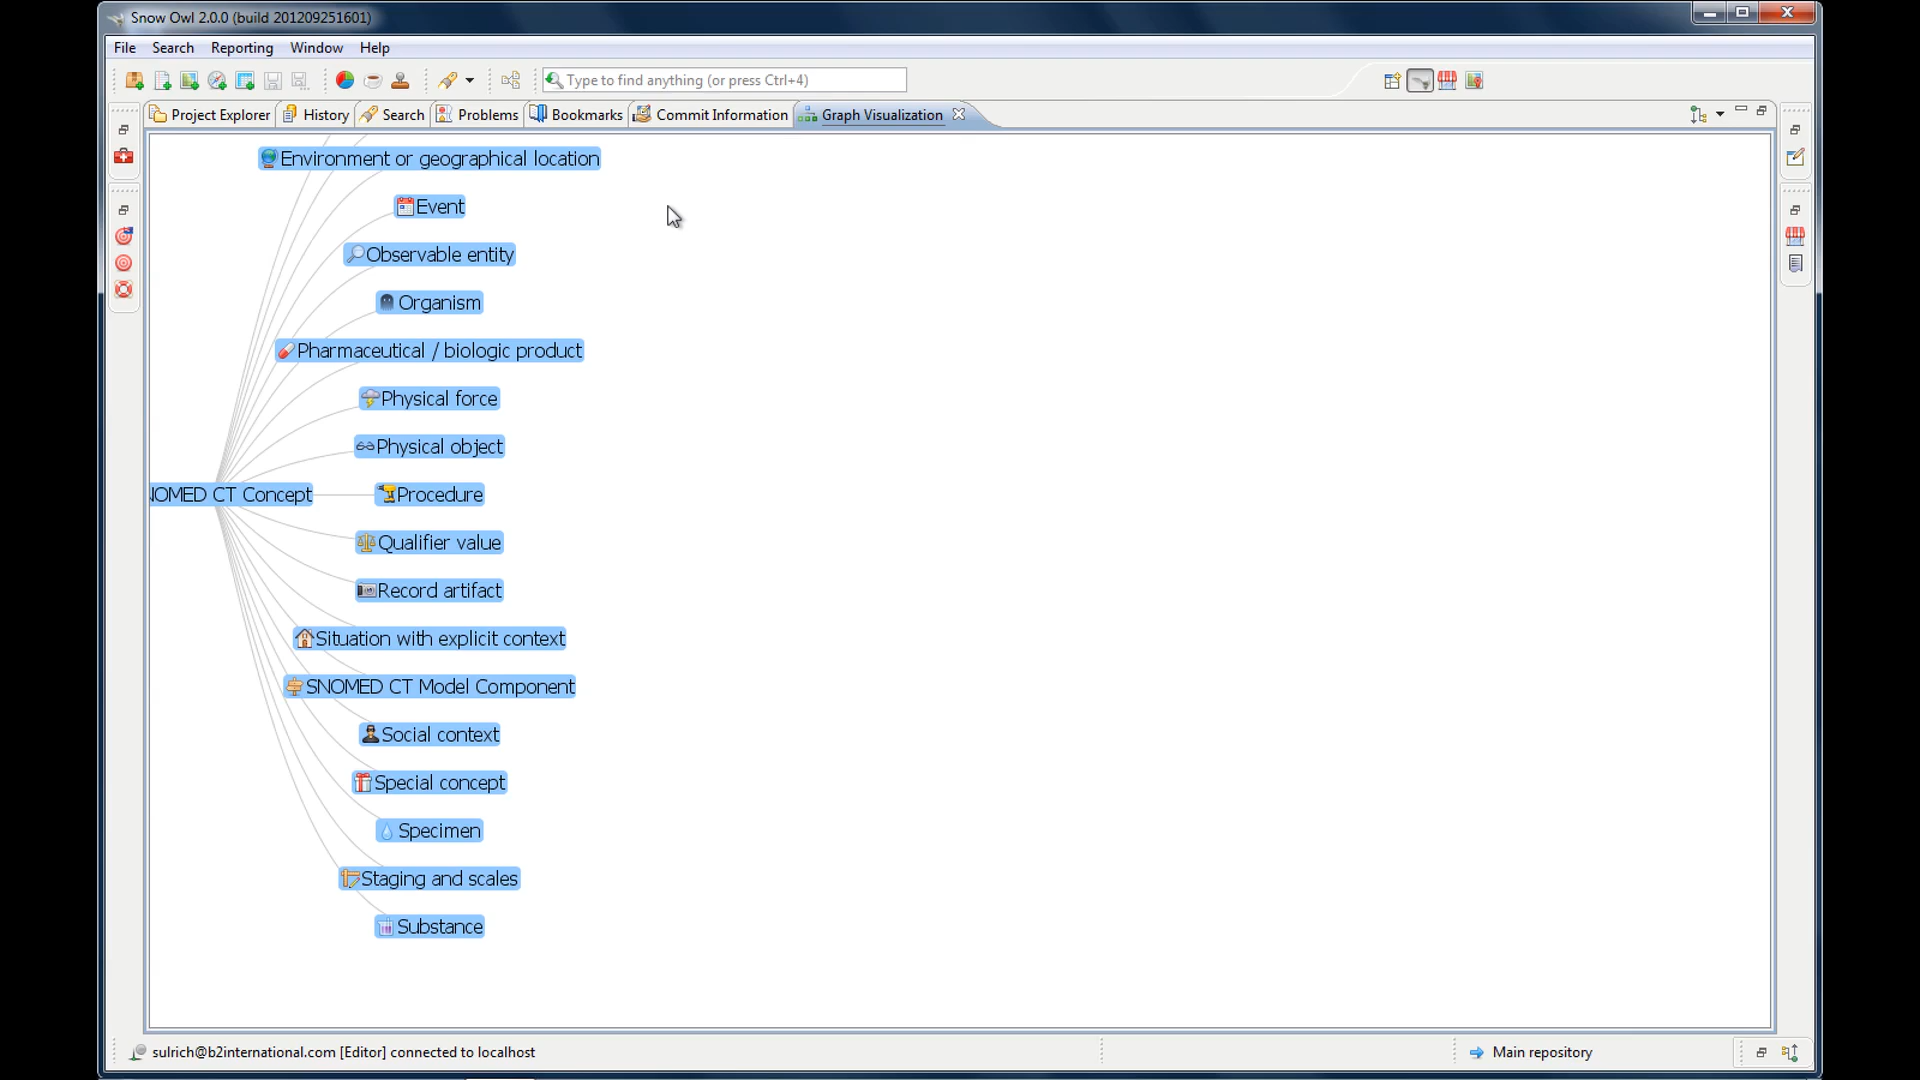 Snow Owl 2.0.0 (build 201209251601)
File Search Reporting Window Help
Type to find anything (or press Ctrl+4)
Project Explorer History Search Problems Bookmarks Commit Information Graph Visualization
Environment or geographical location
Event
Observable entity
Organism
Pharmaceutical / biologic product
Physical force
Physical object
NOMED CT Concept
Procedure
Qualifier value
Record artifact
Situation with explicit context
SNOMED CT Model Component
Social context
Special concept
Specimen
Staging and scales
Substance
sulrich@b2international.com [Editor] connected to localhost
Main repository